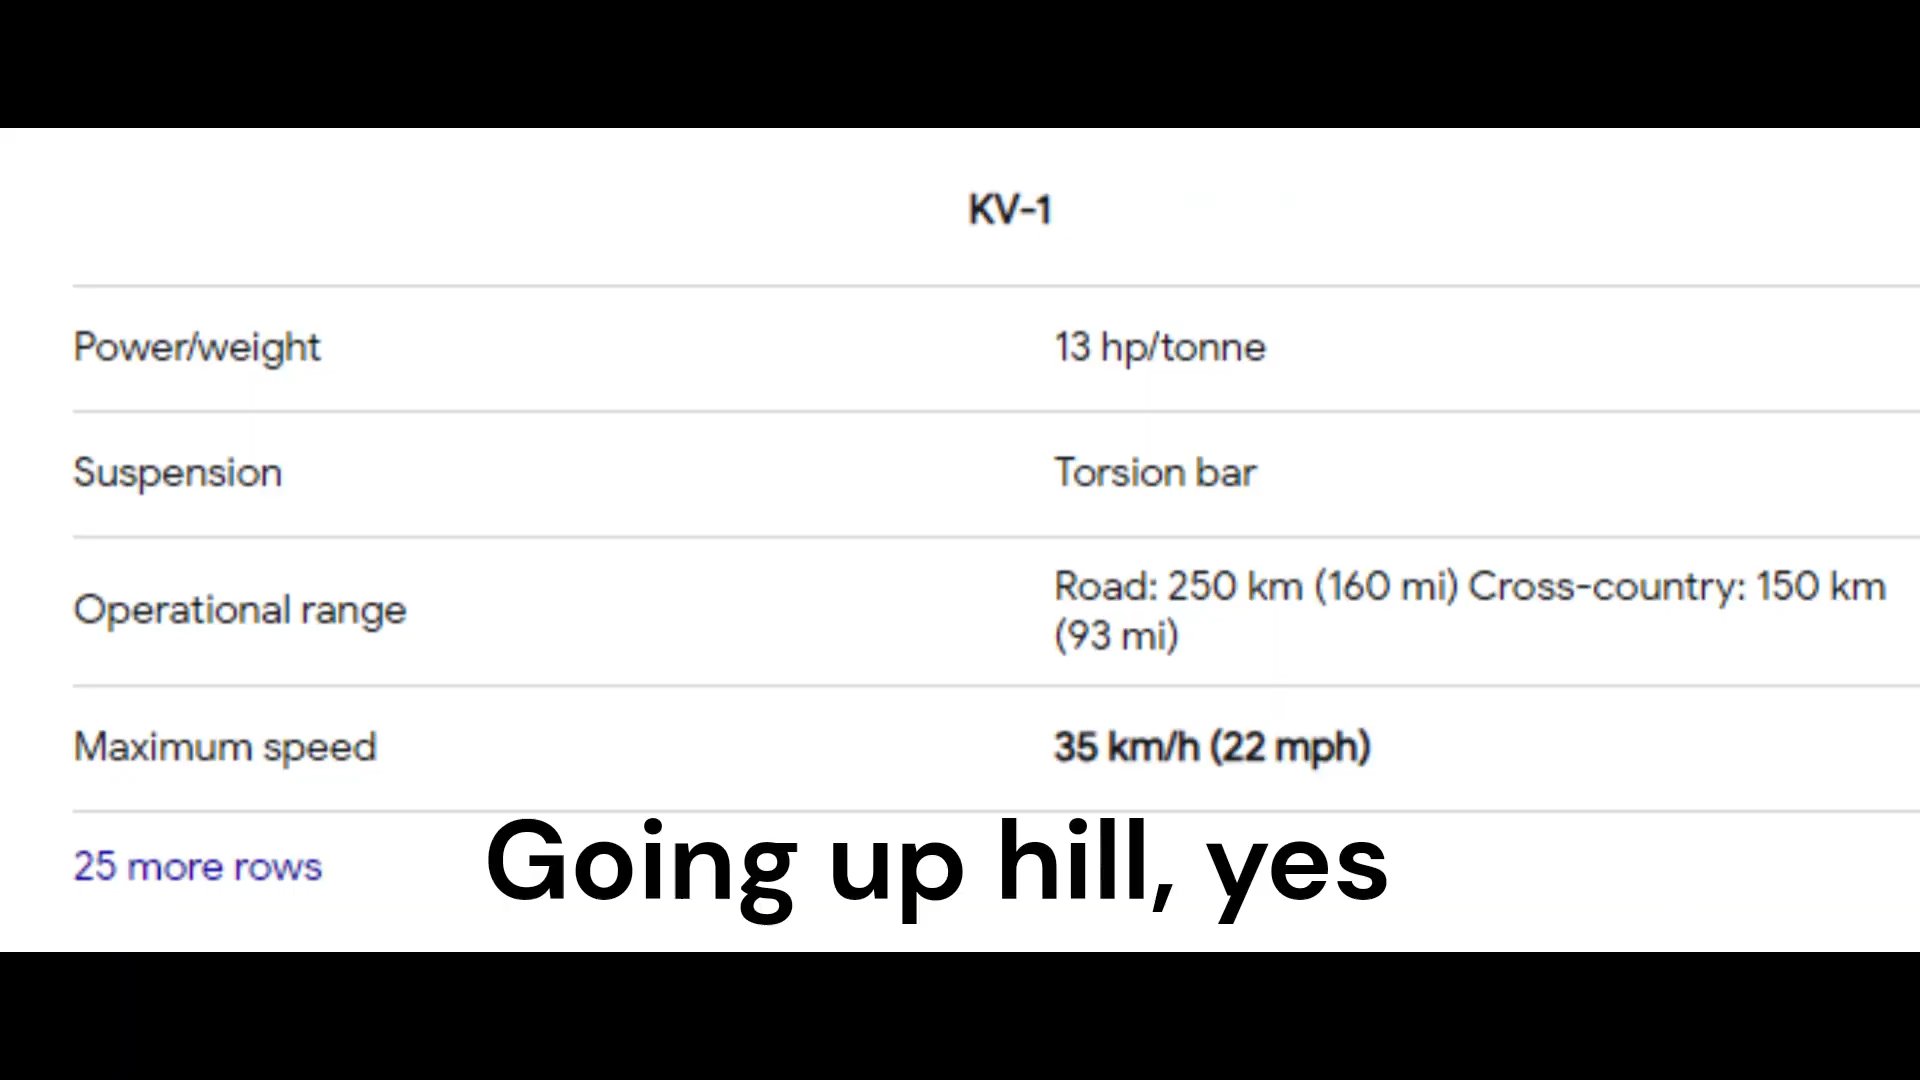 KV-1
Power/weight
13 hp/tonne
Suspension
Torsion bar
Operational range
Road: 250 km (160 mi) Cross-country: 150 km
(93 mi)
Maximum speed
35 km/h (22 mph)
25 more rows
Going up hill, yes